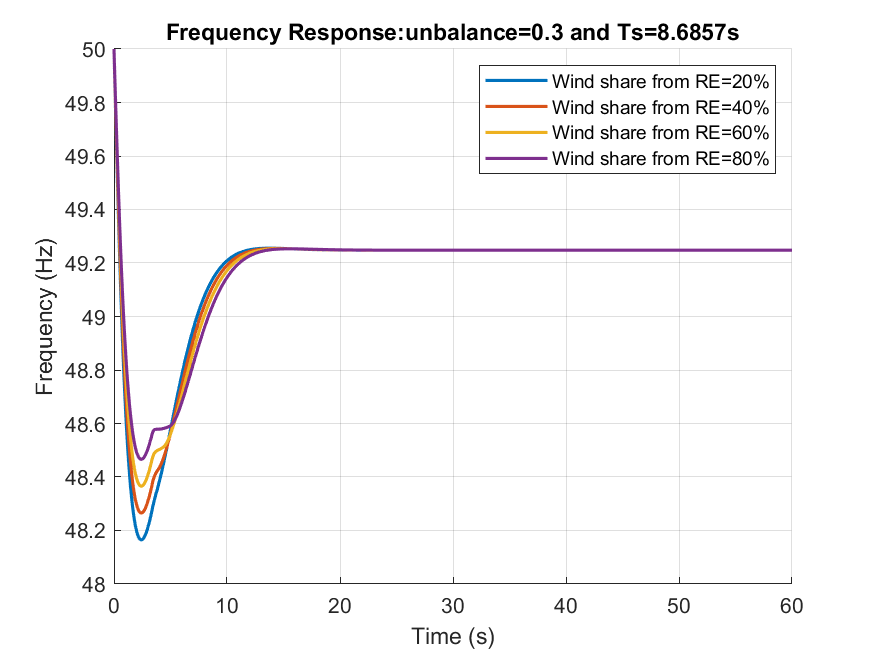 Frequency Response:unbalance=0.3 and Ts=8.6857s
50
49.8
49.6
49.4
49.2
49
48.8
48.6
48.4
48.2
48
Frequency (Hz)
Wind share from RE=20%
Wind share from RE=40%
Wind share from RE=60%
Wind share from RE=80%
0 10 20 30 40 50 60
Time (s)